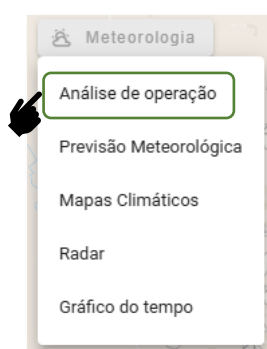 Meteorologia
Análise de operação
Previsão Meteorológica
Mapas Climáticos
Radar
Gráfico do tempo